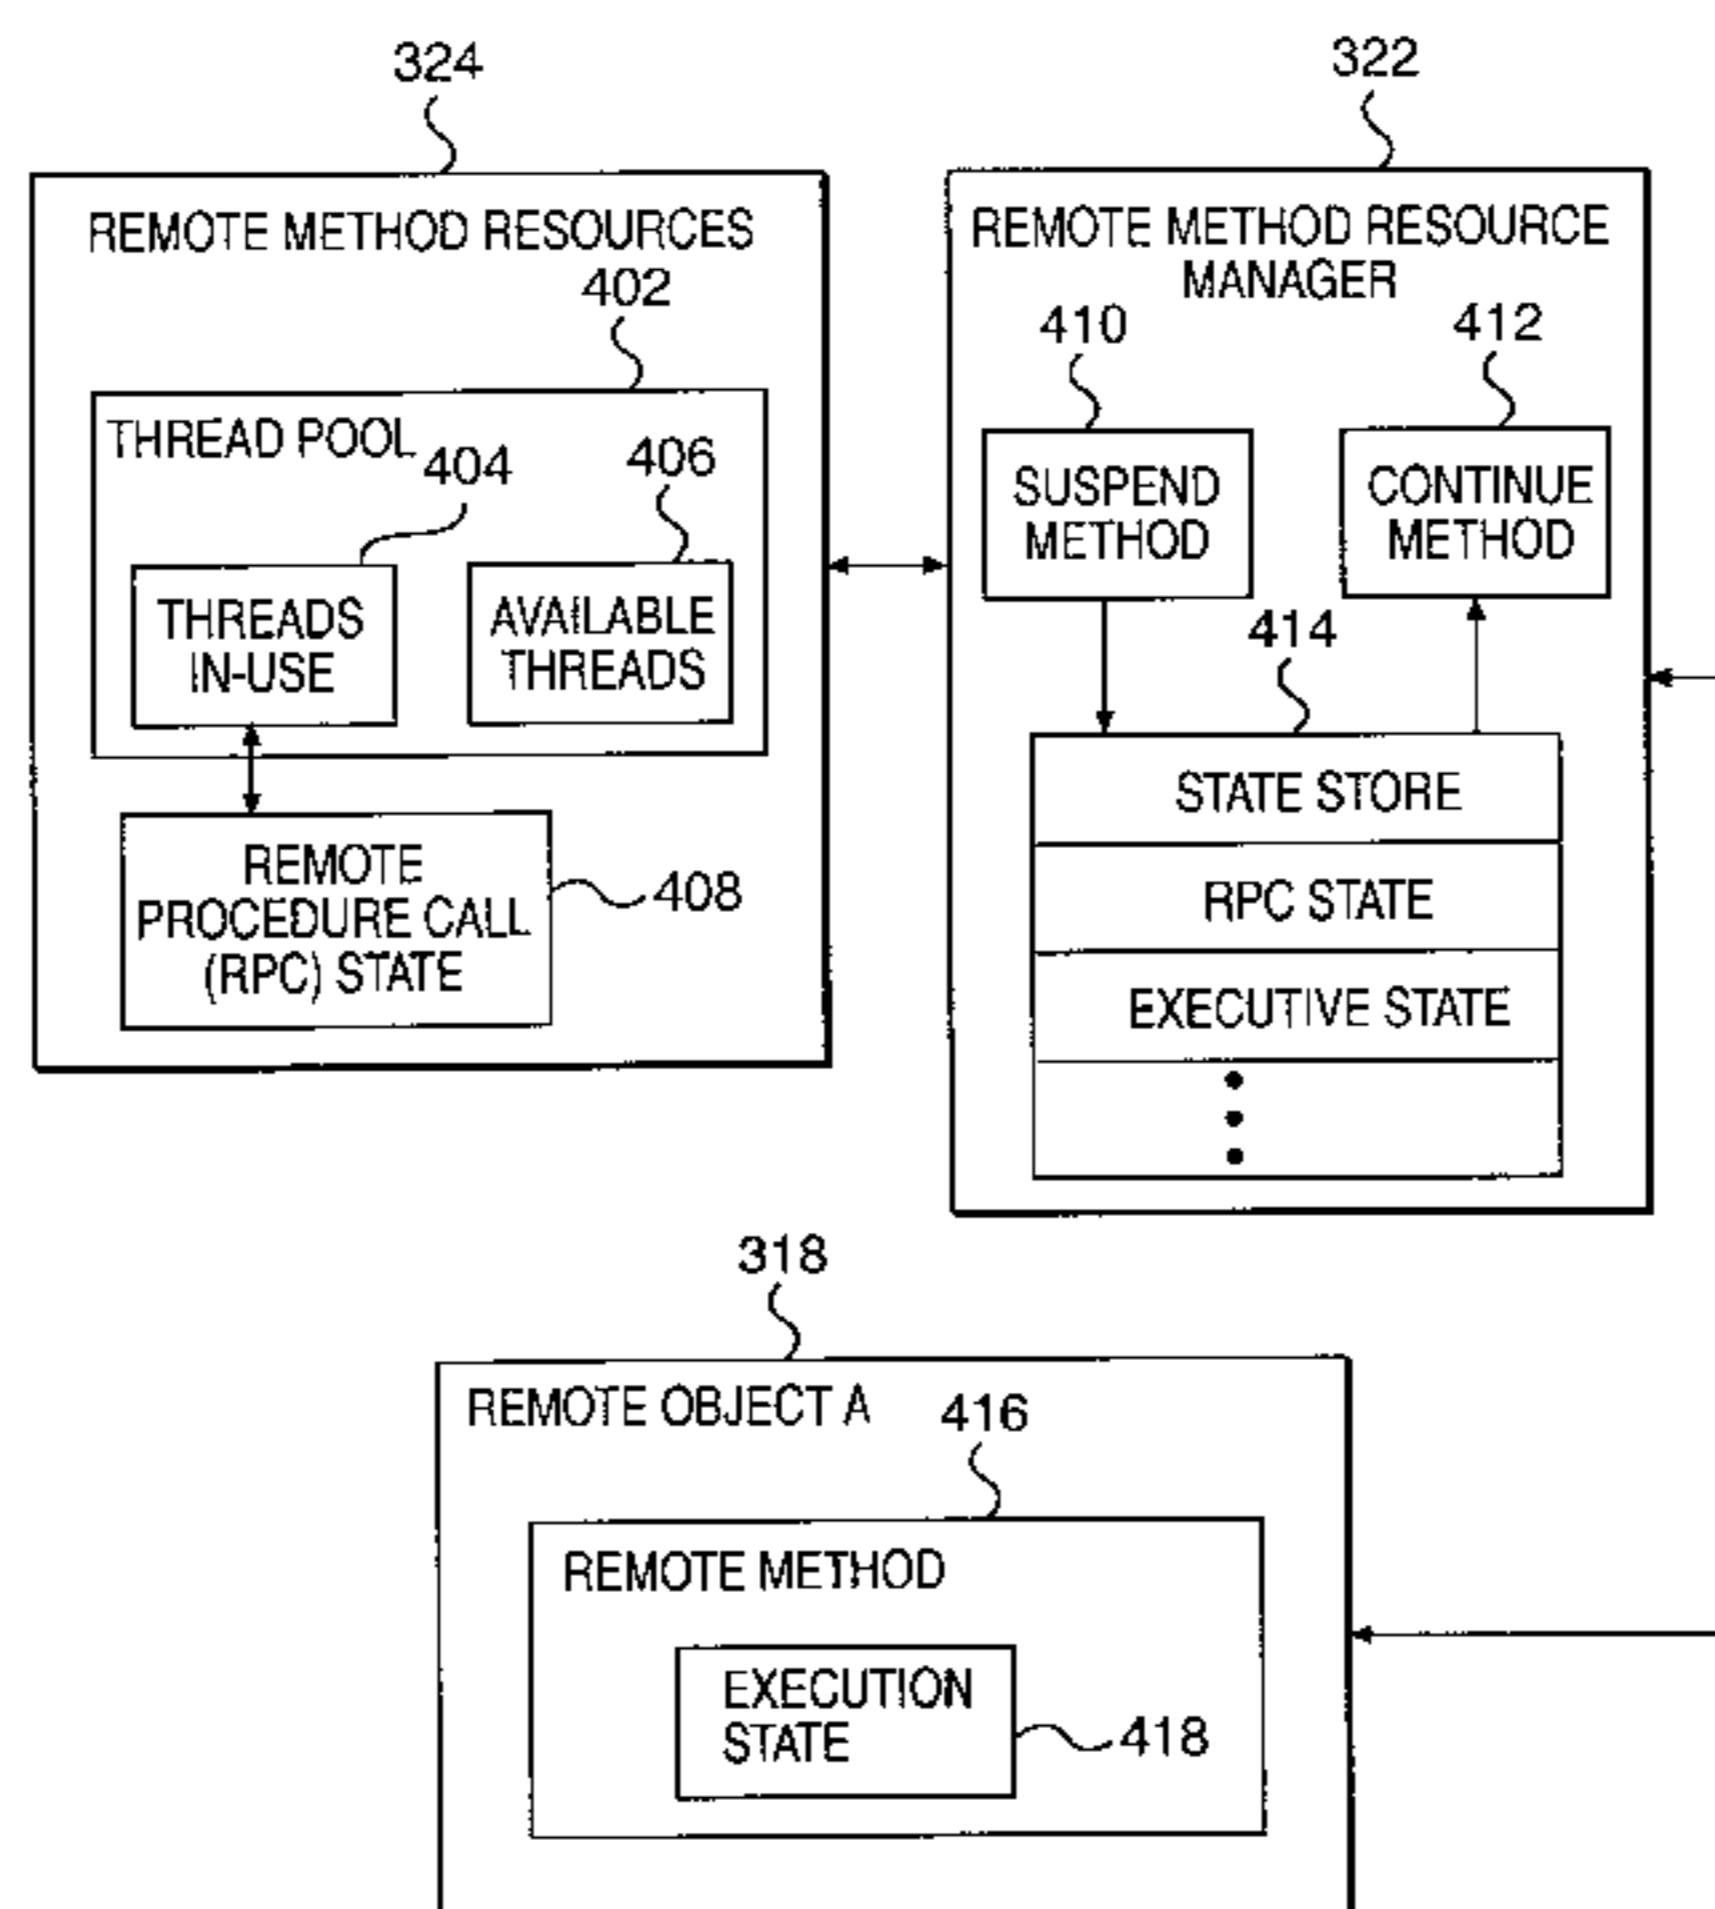 324
REMOTE METHOD RESOURCES
402
THREAD POOL
404
406
THREADS
IN-USE
AVAILABLE
THREADS
REMOTE
PROCEDURE CALL
(RPC) STATE
408
322
REMOTE METHOD RESOURCE
MANAGER
410
412
SUSPEND
METHOD
CONTINUE
METHOD
414
STATE STORE
RPC STATE
EXECUTIVE STATE
318
REMOTE OBJECT A
416
REMOTE METHOD
EXECUTION
STATE
418